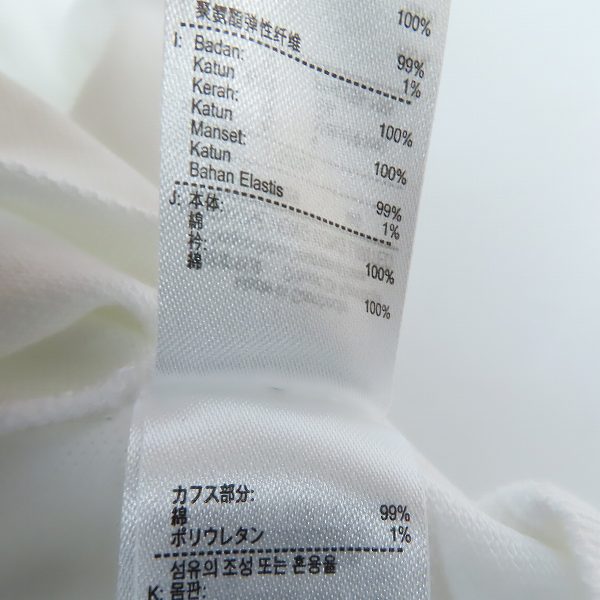 聚氨酯弹性纤维 100%
99%
I: Badan: 1%
Katun
Kerah: 100%
Katun
Manset: 100%
Katun
Bahan Elastis 99%
J: 本体: 1%
綿
衿: 100%
綿
100%
カフス部分:
綿 99%
ポリウレタン 1%
섬유의 조성 또는 혼용율
K: 몸판: